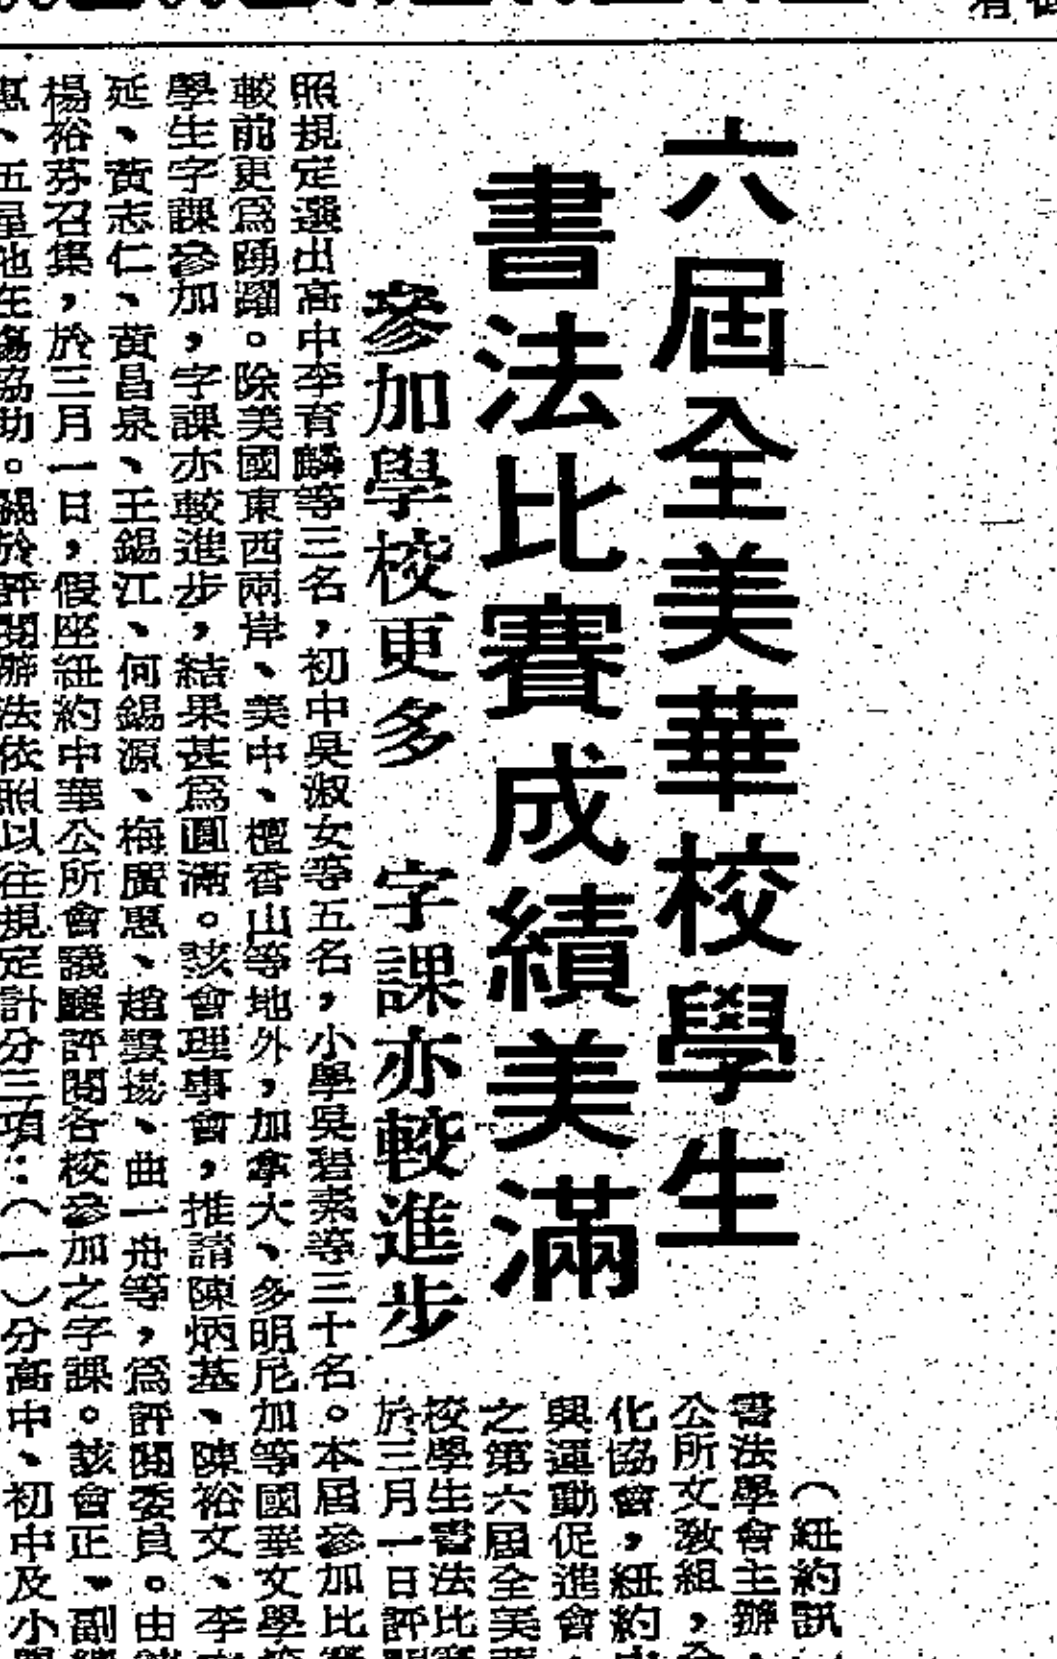 六屆全美華校學生
書法比賽成績美滿
參加學校更多　字課亦較進步
（紐約訊
書法學會主辦
公所文教組，
化協會，紐約
與運動促進會
之第六屆全美華
校學生書法比賽
於三月一日評閱
照規定選出高中李育麟等三名，初中吳淑女等五名，小學吳碧素等三十名。本屆參加比賽
較前更爲踴躍。除美國東西兩岸、美中、檀香山等地外，加拿大、多明尼加等國華文學
學生字課參加，字課亦較進步，結果甚爲圓滿。該會理事會，推請陳炳基、陳裕文、李
延、黃志仁、黃昌泉、王錫江、何錫源、梅廣惠、趙雲揚、曲一舟等，爲評閱委員。由
楊裕芬召集，於三月一日，假座紐約中華公所會議廳評閱各校參加之字課。該會正、副
協助。關於評閱辦法依照以往規定計分三項：（一）分高中、初中及小